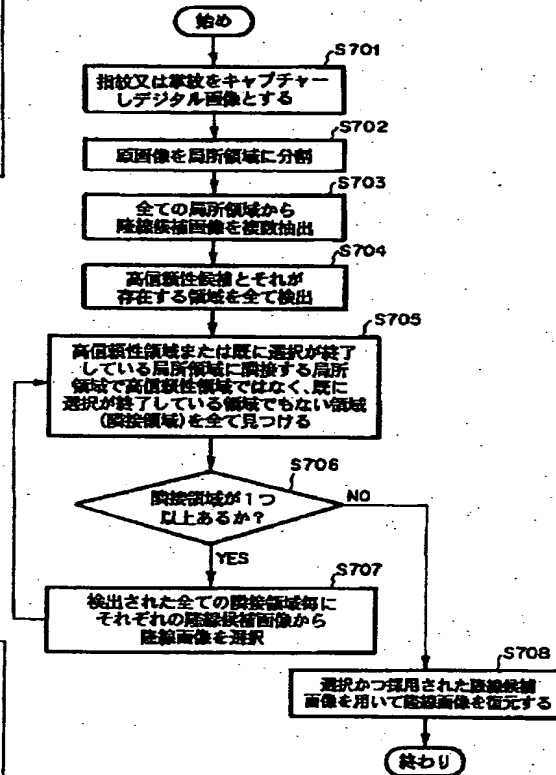 始め
S701
指紋又は掌紋をキャプチャー
しデジタル画像とする
S702
原画像を局所領域に分割
S703
全ての局所領域から
隆線候補画像を複数抽出
S704
高信頼性候補とそれが
存在する領域を全て検出
S705
高信頼性領域または既に選択が終了
している局所領域に隣接する局所
領域で高信頼性領域ではなく、既に
選択が終了している領域でもない領域
(隣接領域)を全て見つける
S706
隣接領域が1つ
以上あるか?
NO
YES
S707
検出された全ての隣接領域毎に
それぞれの隆線候補画像から
隆線画像を選択
S708
選択かつ採用された隆線候補
画像を用いて隆線画像を復元する
終わり